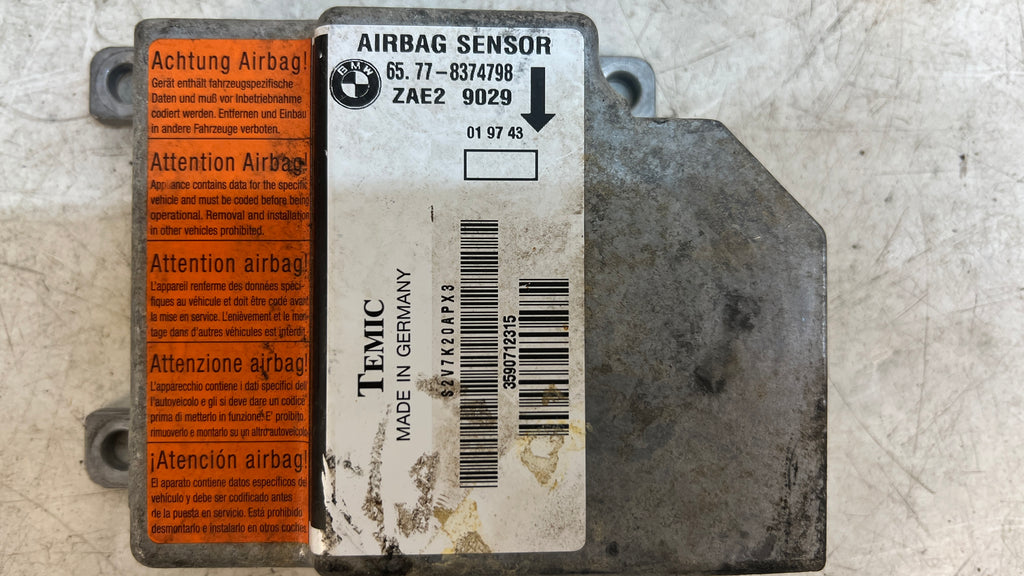 Achtung Airbag!
Gerät enthält fahrzeugspezifische
Daten und muß vor Inbetriebnahme
codiert werden. Entfernen und Einbau
in andere Fahrzeuge verboten.
Attention Airbag
contains data for the specific
vehicle and must be coded before being
operational. Removal and installation
in other vehicles prohibited.
Attention airbag!
L'appareil renferme des données spéci-
fiques au véhicule et doit être codé avant
la mise en service. L'enlèvement et le mon-
tage dans d'autres véhicules est interdit.
Attenzione airbag!
L'apparecchio contiene i dati specifici dell
l'autoveicolo e gli si deve dare un codice
prima di metterlo in funzione. E' proibito
rimuoverlo e montarlo su un altro autoveicolo
¡Atención airbag!
El aparato contiene datos específicos de
vehículo y debe ser codificado antes
de la puesta en servicio. Está prohibido
desmontarlo e instalarlo en otros coches
AIRBAG SENSOR
BMW
65.77-8374798
ZAE2 9029
01 97 43
TEMIC
MADE IN GERMANY
S2V7K20APX3
3590712315